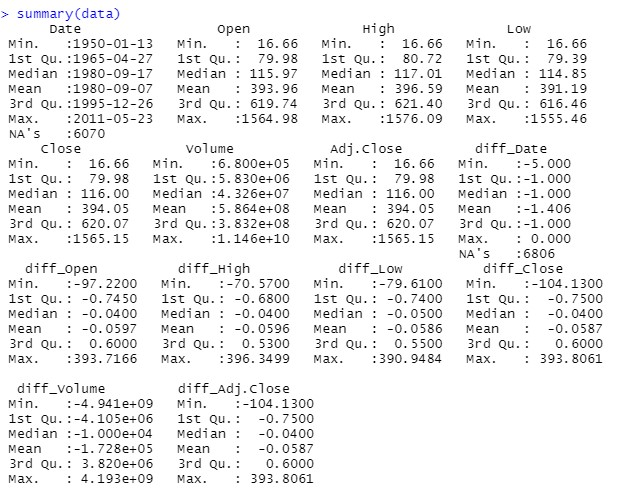 > summary(data)
Date Open High Low
Min. :1950-01-13 Min. : 16.66 Min. : 16.66 Min. : 16.66
1st Qu.:1965-04-27 1st Qu.: 79.98 1st Qu.: 80.72 1st Qu.: 79.39
Median :1980-09-17 Median : 115.97 Median : 117.01 Median : 114.85
Mean :1980-09-07 Mean : 393.96 Mean : 396.59 Mean : 391.19
3rd Qu.:1995-12-26 3rd Qu.: 619.74 3rd Qu.: 621.40 3rd Qu.: 616.46
Max. :2011-05-23 Max. :1564.98 Max. :1576.09 Max. :1555.46
NA's :6070
Close Volume Adj.Close diff_Date
Min. : 16.66 Min. :6.800e+05 Min. : 16.66 Min. :-5.000
1st Qu.: 79.98 1st Qu.:5.830e+06 1st Qu.: 79.98 1st Qu.:-1.000
Median : 116.00 Median :4.326e+07 Median : 116.00 Median :-1.000
Mean : 394.05 Mean :5.864e+08 Mean : 394.05 Mean :-1.406
3rd Qu.: 620.07 3rd Qu.:3.832e+08 3rd Qu.: 620.07 3rd Qu.:-1.000
Max. :1565.15 Max. :1.146e+10 Max. :1565.15 Max. : 0.000
NA's :6806
diff_Open diff_High diff_Low diff_Close
Min. :-97.2200 Min. :-70.5700 Min. :-79.6100 Min. :-104.1300
1st Qu.: -0.7450 1st Qu.: -0.6800 1st Qu.: -0.7400 1st Qu.: -0.7500
Median : -0.0400 Median : -0.0400 Median : -0.0500 Median : -0.0400
Mean : -0.0597 Mean : -0.0596 Mean : -0.0586 Mean : -0.0587
3rd Qu.: 0.6000 3rd Qu.: 0.5300 3rd Qu.: 0.5500 3rd Qu.: 0.6000
Max. :393.7166 Max. :396.3499 Max. :390.9484 Max. : 393.8061
diff_Volume diff_Adj.Close
Min. :-4.941e+09 Min. :-104.1300
1st Qu.:-4.105e+06 1st Qu.: -0.7500
Median :-1.000e+04 Median : -0.0400
Mean :-1.728e+05 Mean : -0.0587
3rd Qu.: 3.820e+06 3rd Qu.: 0.6000
Max. : 4.193e+09 Max. : 393.8061